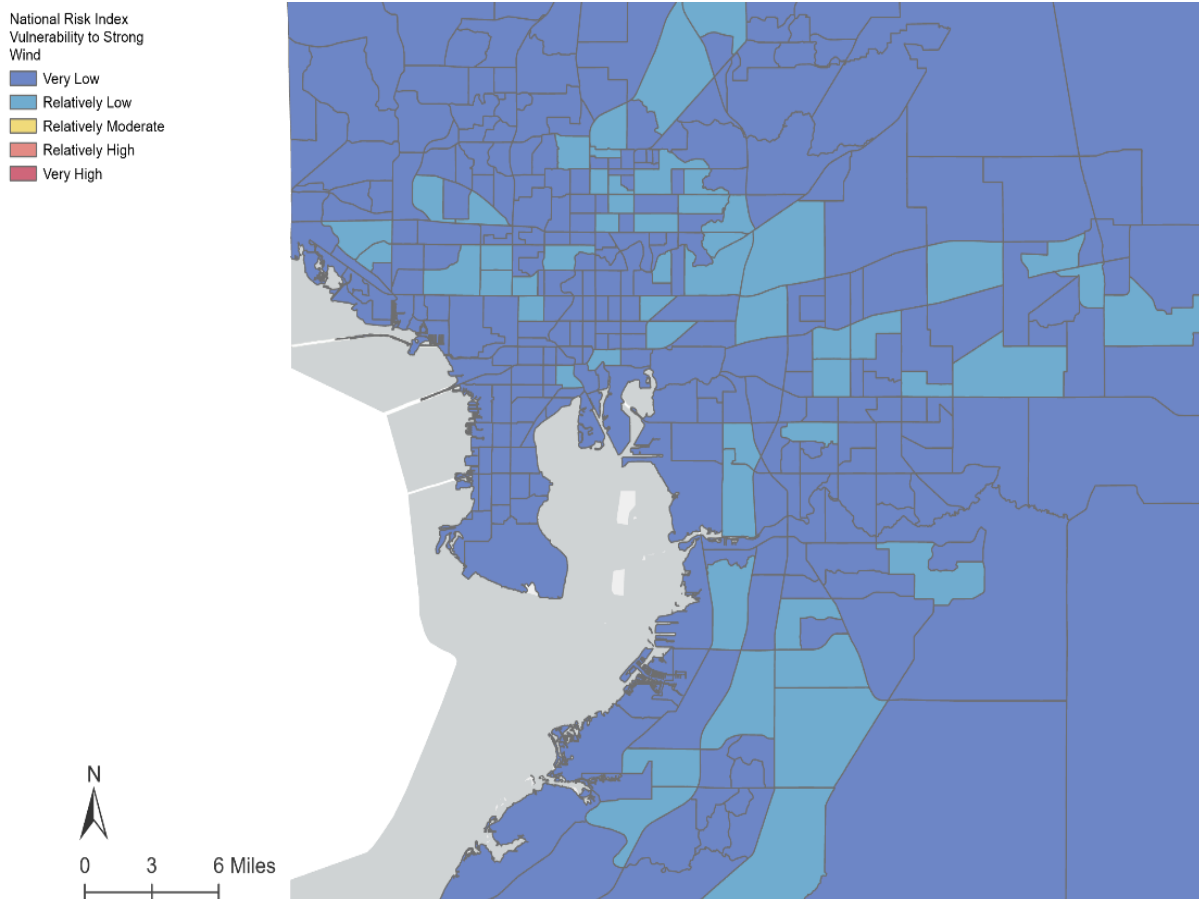 National Risk Index
Vulnerability to Strong
Wind
Very Low
Relatively Low
Relatively Moderate
Relatively High
Very High
N
0 3 6 Miles